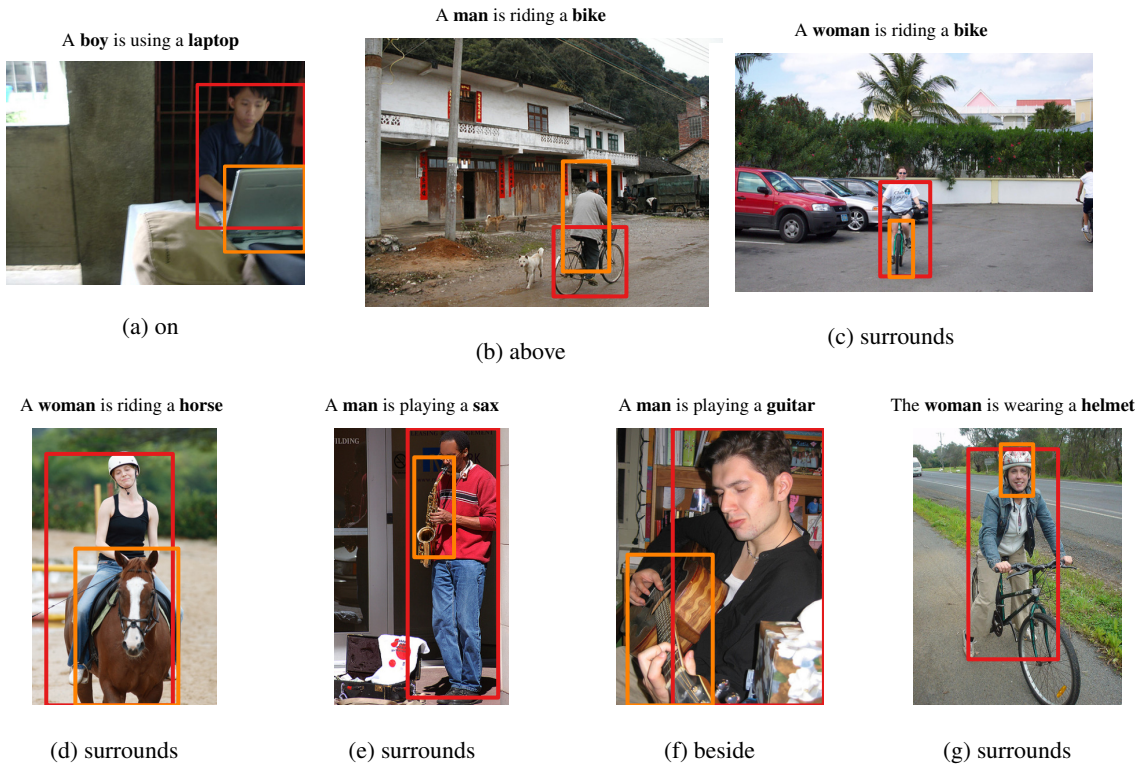 A boy is using a laptop
A man is riding a bike
A woman is riding a bike
(a) on
(b) above
(c) surrounds
A woman is riding a horse
A man is playing a sax
A man is playing a guitar
The woman is wearing a helmet
ILDING
(d) surrounds
(e) surrounds
(f) beside
(g) surrounds